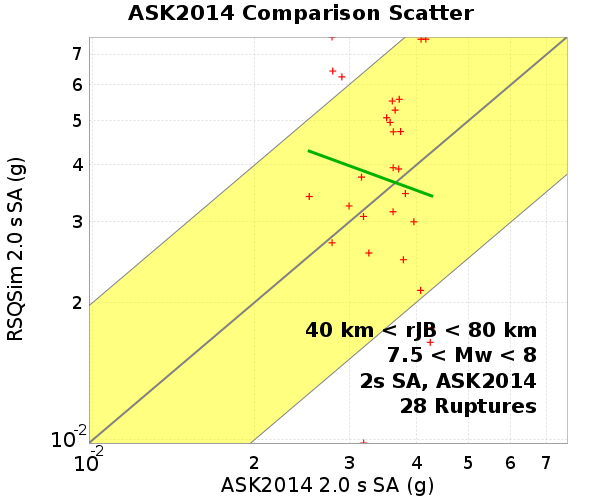 ASK2014 Comparison Scatter
RSQSim 2.0 s SA (g)
7
6
5
4
3
2
10-2
40 km < rJB < 80 km
7.5 < Mw < 8
2s SA, ASK2014
28 Ruptures
10-2 2 3 4 5 6 7
ASK2014 2.0 s SA (g)